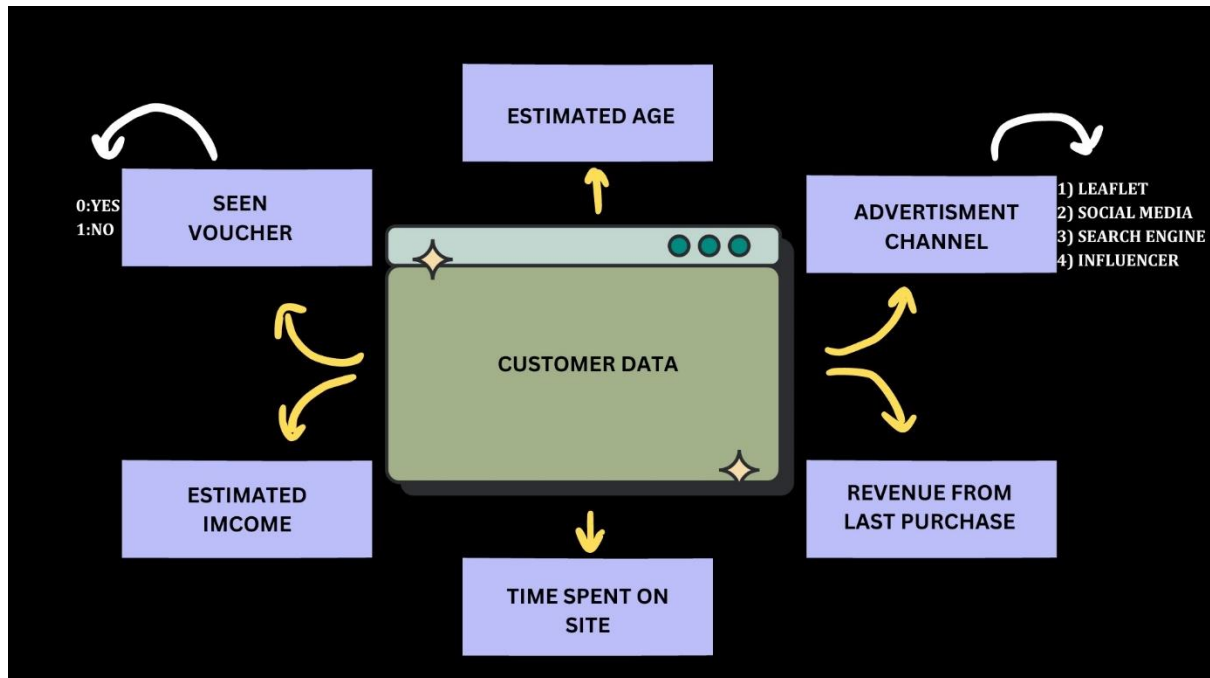 ESTIMATED AGE
SEEN
VOUCHER
0:YES
1:NO
ADVERTISMENT
CHANNEL
1) LEAFLET
2) SOCIAL MEDIA
3) SEARCH ENGINE
4) INFLUENCER
CUSTOMER DATA
ESTIMATED
IMCOME
REVENUE FROM
LAST PURCHASE
TIME SPENT ON
SITE